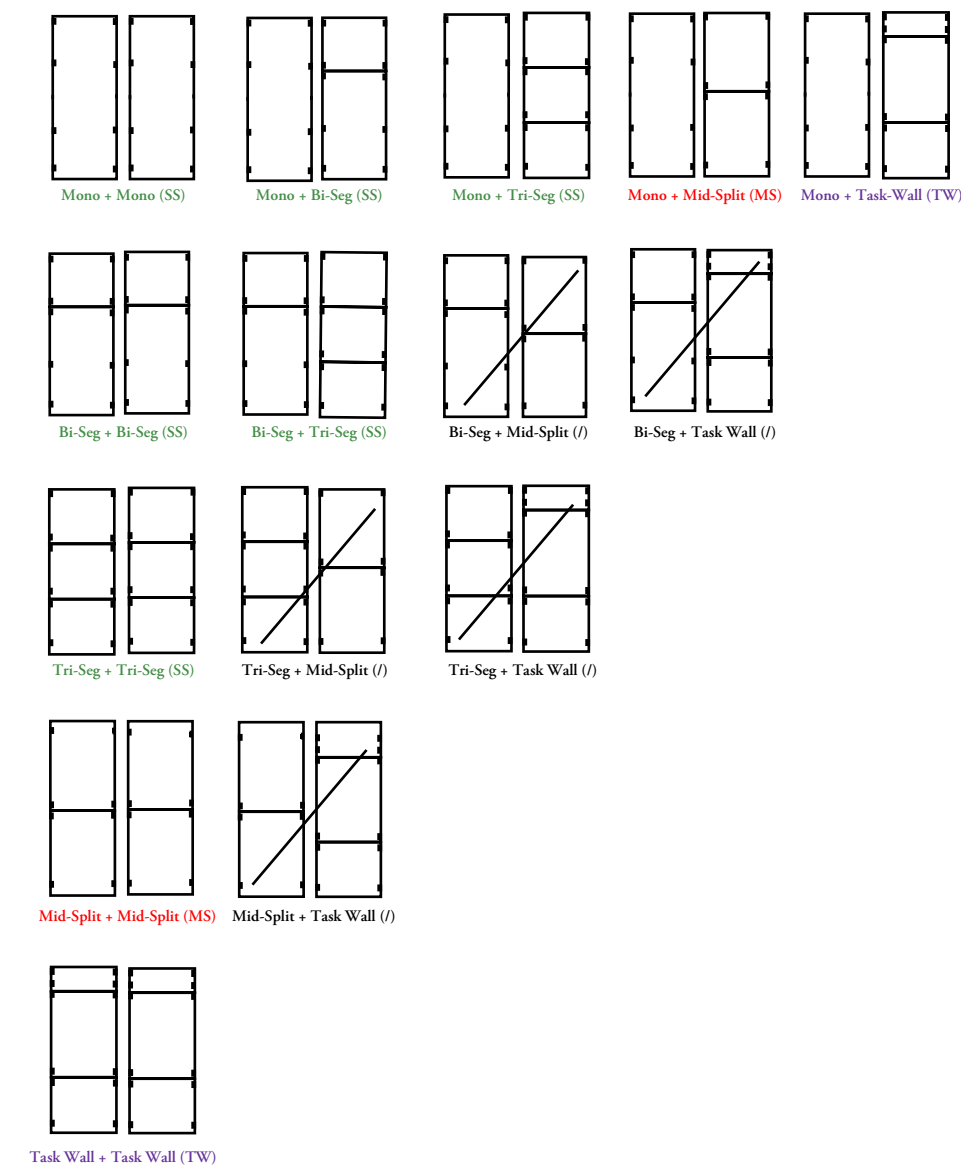 Mono + Mono (SS)
Mono + Bi-Seg (SS)
Mono + Tri-Seg (SS)
Mono + Mid-Split (MS)
Mono + Task-Wall (TW)
Bi-Seg + Bi-Seg (SS)
Bi-Seg + Tri-Seg (SS)
Bi-Seg + Mid-Split (/)
Bi-Seg + Task Wall (/)
Tri-Seg + Tri-Seg (SS)
Tri-Seg + Mid-Split (/)
Tri-Seg + Task Wall (/)
Mid-Split + Mid-Split (MS)
Mid-Split + Task Wall (/)
Task Wall + Task Wall (TW)